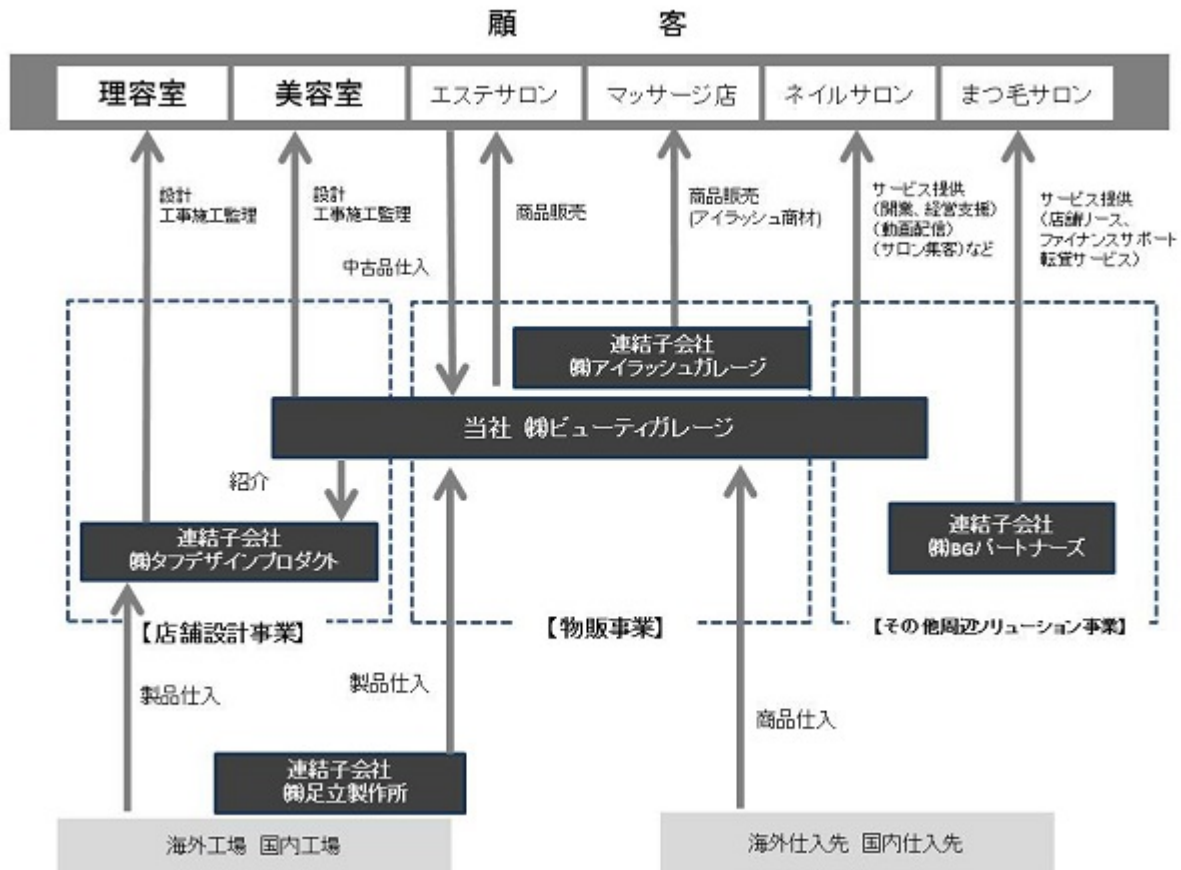 顧 客
理容室 美容室 エステサロン マッサージ店 ネイルサロン まつ毛サロン
設計
工事施工監理
設計
工事施工監理
中古品仕入
商品販売
商品販売
(アイラッシュ商材)
サービス提供
(開業、経営支援)
(動画配信)
(サロン集客)など
サービス提供
(店舗リース、
ファイナンスサポート
転貸サービス)
連結子会社
㈱アイラッシュガレージ
当社 ㈱ビューティガレージ
紹介
連結子会社
㈱タフデザインプロダクト
連結子会社
㈱BGパートナーズ
【店舗設計事業】
【物販事業】
【その他周辺ソリューション事業】
製品仕入
製品仕入
商品仕入
連結子会社
㈱足立製作所
海外工場 国内工場
海外仕入先 国内仕入先